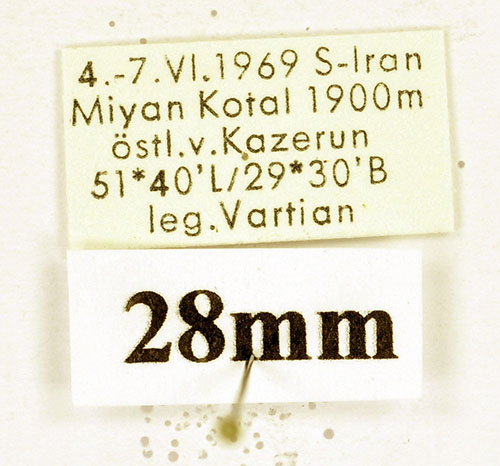 4.-7.VI.1969 S-Iran
Miyan Kotal 1900m
östl.v.Kazerun
51*40'L/29*30'B
leg.Vartian
28mm